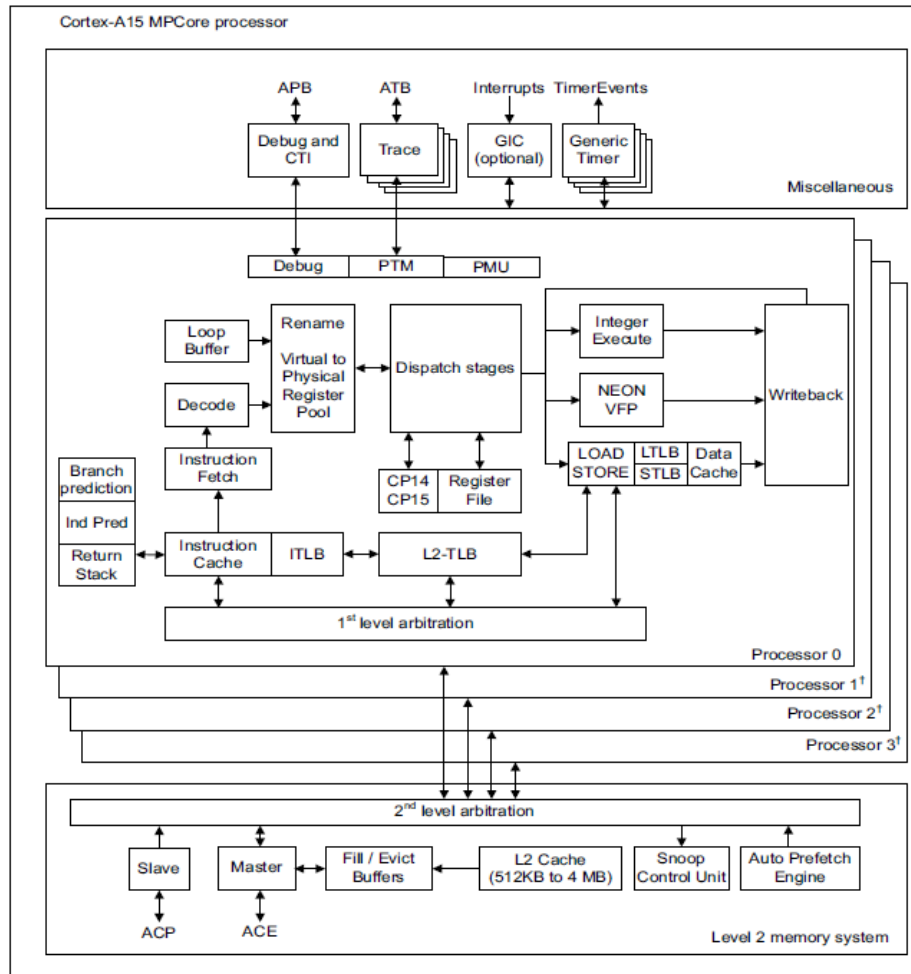 Cortex-A15 MPCore processor
APB
ATB
Interrupts
TimerEvents
Debug and
CTI
Trace
GIC
(optional)
Generic
Timer
Miscellaneous
Debug
PTM
PMU
Loop
Buffer
Rename
Virtual to
Physical
Register
Pool
Dispatch stages
Integer
Execute
NEON
VFP
Writeback
Decode
Instruction
Fetch
LOAD
STORE
LTLB
STLB
Data
Cache
CP14
CP15
Register
File
Branch
prediction
Ind Pred
Return
Stack
Instruction
Cache
ITLB
L2-TLB
1st level arbitration
Processor 0
Processor 1†
Processor 2†
Processor 3†
2nd level arbitration
Slave
Master
Fill / Evict
Buffers
L2 Cache
(512KB to 4 MB)
Snoop
Control Unit
Auto Prefetch
Engine
ACP
ACE
Level 2 memory system